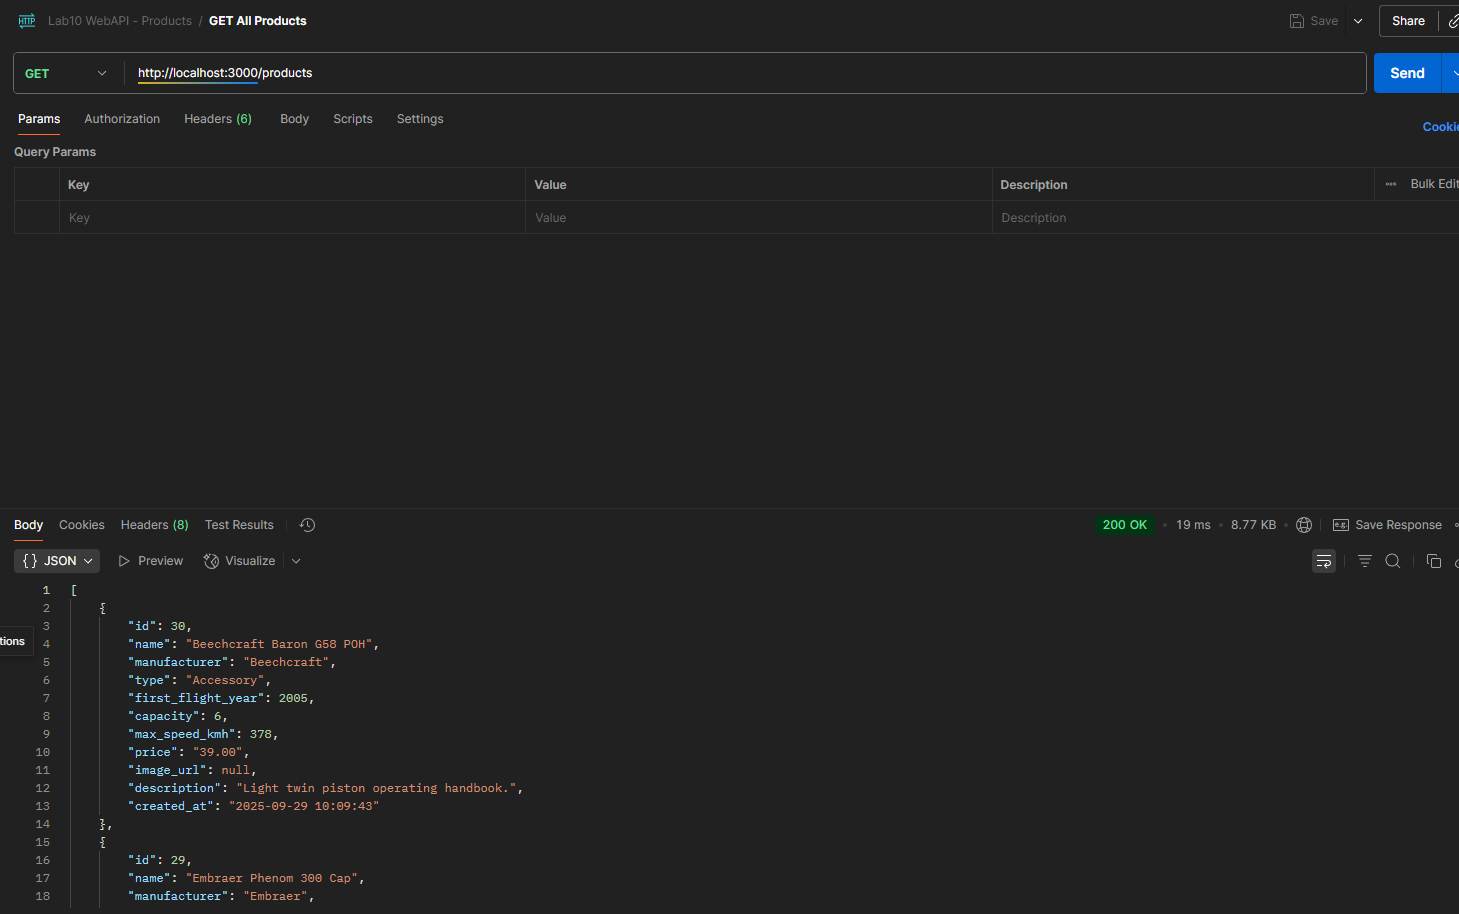 HTTP Lab10 WebAPI - Products / GET All Products Save Share
GET http://localhost:3000/products Send
Params Authorization Headers (6) Body Scripts Settings
Cookie
Query Params
Key Value Description ••• Bulk Edit
Key Value Description
Body Cookies Headers (8) Test Results 200 OK • 19 ms • 8.77 KB • e.g. Save Response
{} JSON Preview Visualize
1 [
2 {
3 "id": 30,
tions
4 "name": "Beechcraft Baron G58 POH",
5 "manufacturer": "Beechcraft",
6 "type": "Accessory",
7 "first_flight_year": 2005,
8 "capacity": 6,
9 "max_speed_kmh": 378,
10 "price": "39.00",
11 "image_url": null,
12 "description": "Light twin piston operating handbook.",
13 "created_at": "2025-09-29 10:09:43"
14 },
15 {
16 "id": 29,
17 "name": "Embraer Phenom 300 Cap",
18 "manufacturer": "Embraer",